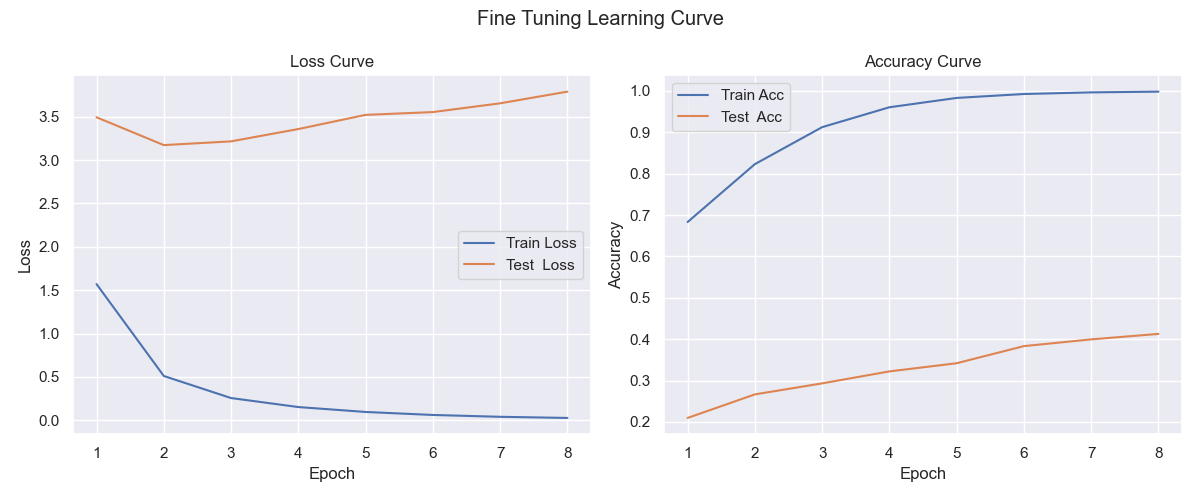 Fine Tuning Learning Curve
Loss Curve
3.5
3.0
2.5
2.0
1.5
1.0
0.5
0.0
Loss
Train Loss
Test  Loss
1 2 3 4 5 6 7 8
Epoch
Accuracy Curve
1.0
0.9
0.8
0.7
0.6
0.5
0.4
0.3
0.2
Accuracy
Train Acc
Test  Acc
1 2 3 4 5 6 7 8
Epoch